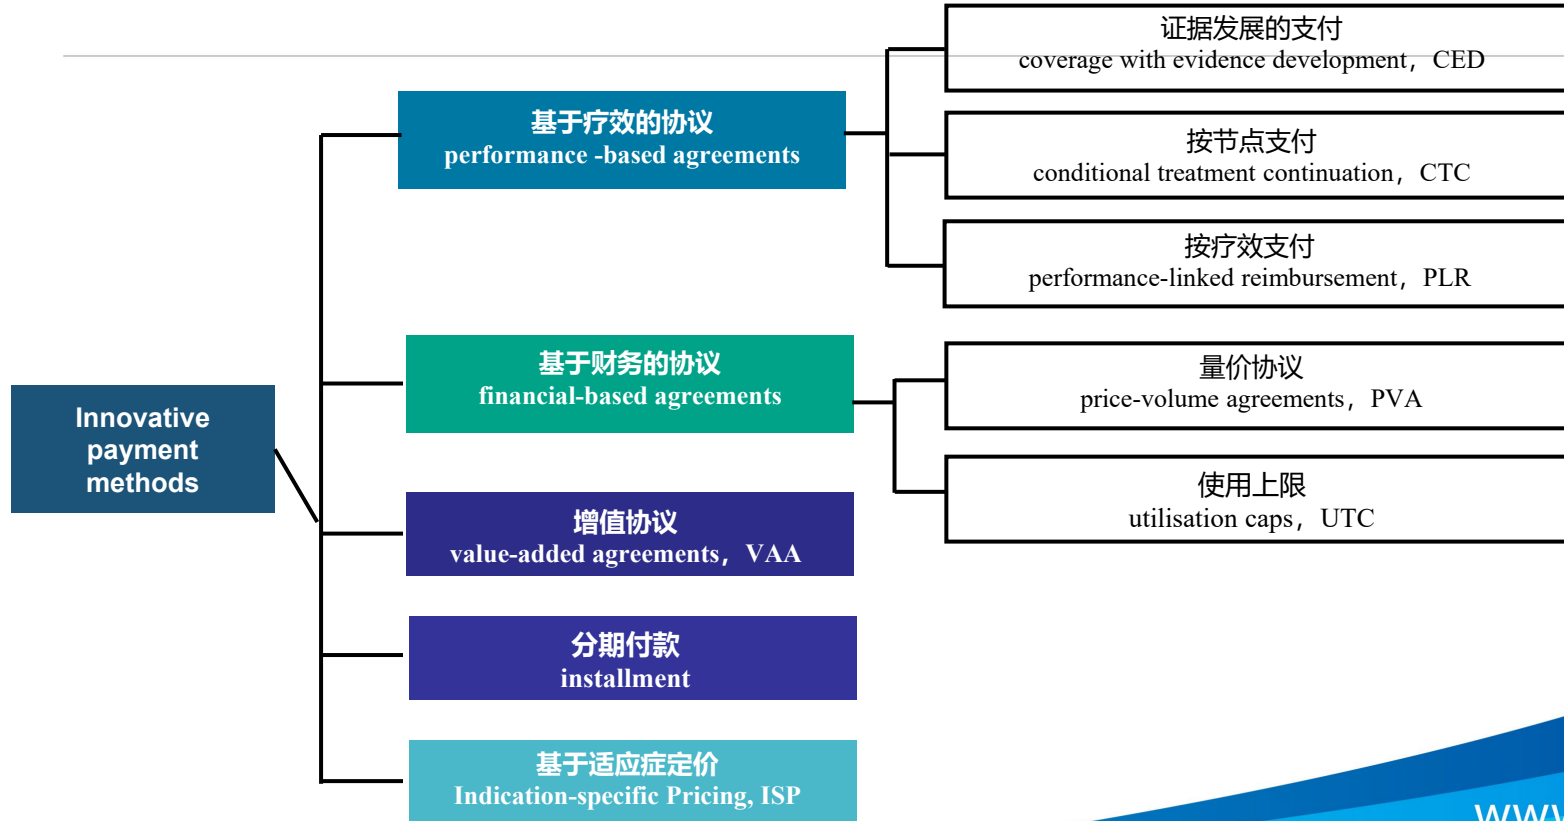 证据发展的支付
coverage with evidence development，CED
基于疗效的协议
performance -based agreements
按节点支付
conditional treatment continuation，CTC
按疗效支付
performance-linked reimbursement，PLR
基于财务的协议
financial-based agreements
量价协议
price-volume agreements，PVA
Innovative
payment
methods
使用上限
utilisation caps，UTC
增值协议
value-added agreements，VAA
分期付款
installment
基于适应症定价
Indication-specific Pricing, ISP